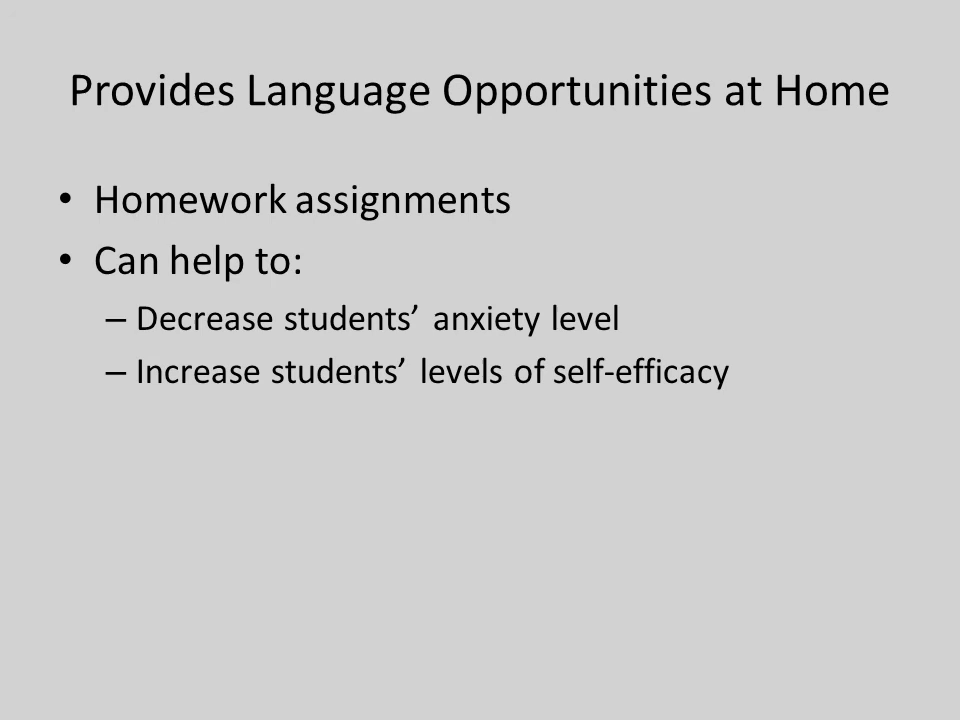 Provides Language Opportunities at Home
• Homework assignments
• Can help to:
– Decrease students’ anxiety level
– Increase students’ levels of self-efficacy